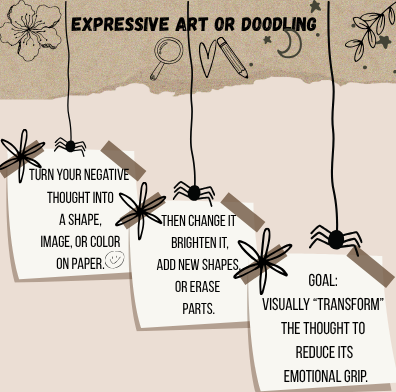 EXPRESSIVE ART OR DOODLING
TURN YOUR NEGATIVE
THOUGHT INTO
A SHAPE,
IMAGE, OR COLOR
ON PAPER.
THEN CHANGE IT
BRIGHTEN IT,
ADD NEW SHAPES
OR ERASE
PARTS.
GOAL:
VISUALLY “TRANSFORM”
THE THOUGHT TO
REDUCE ITS
EMOTIONAL GRIP.